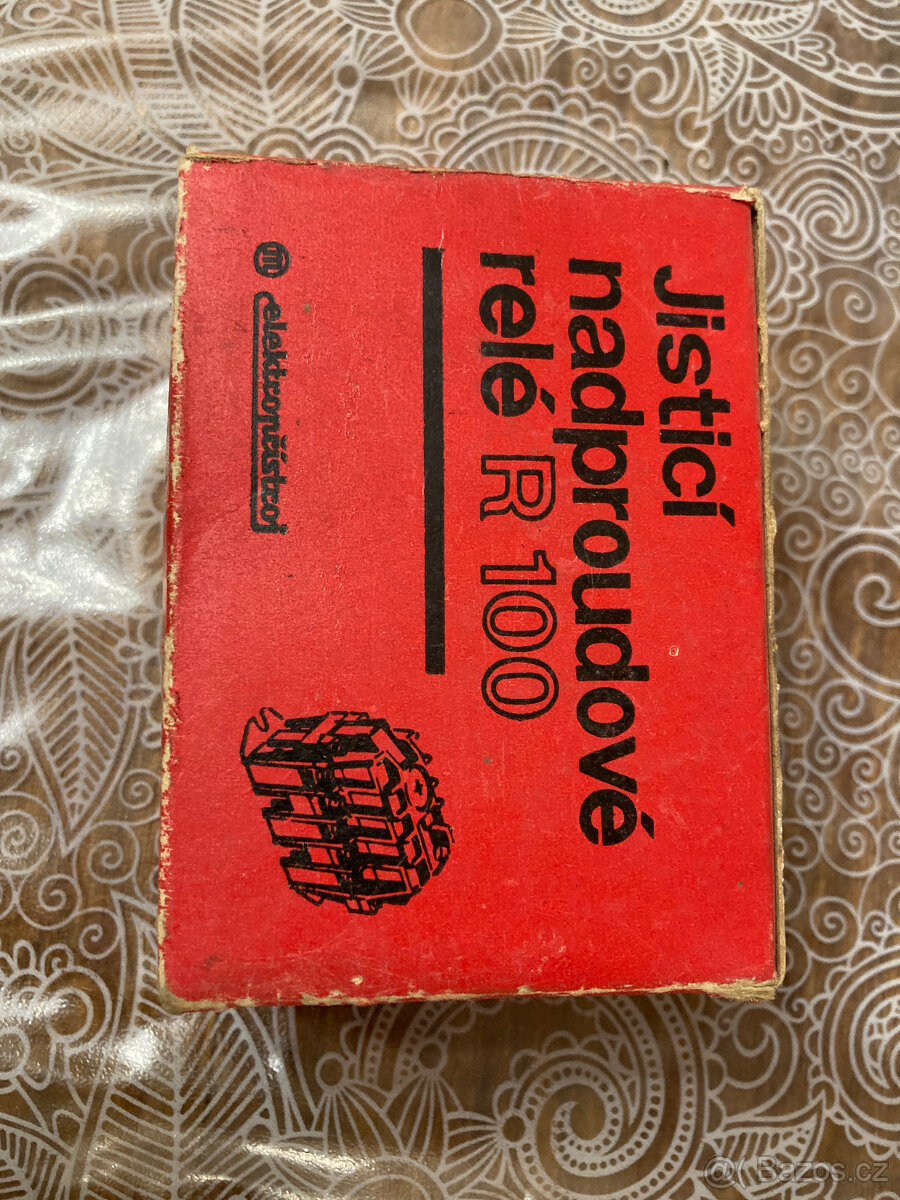 Jisticí
nadproudové
relé R 100
elektropřístroj
@( Bazos.cz